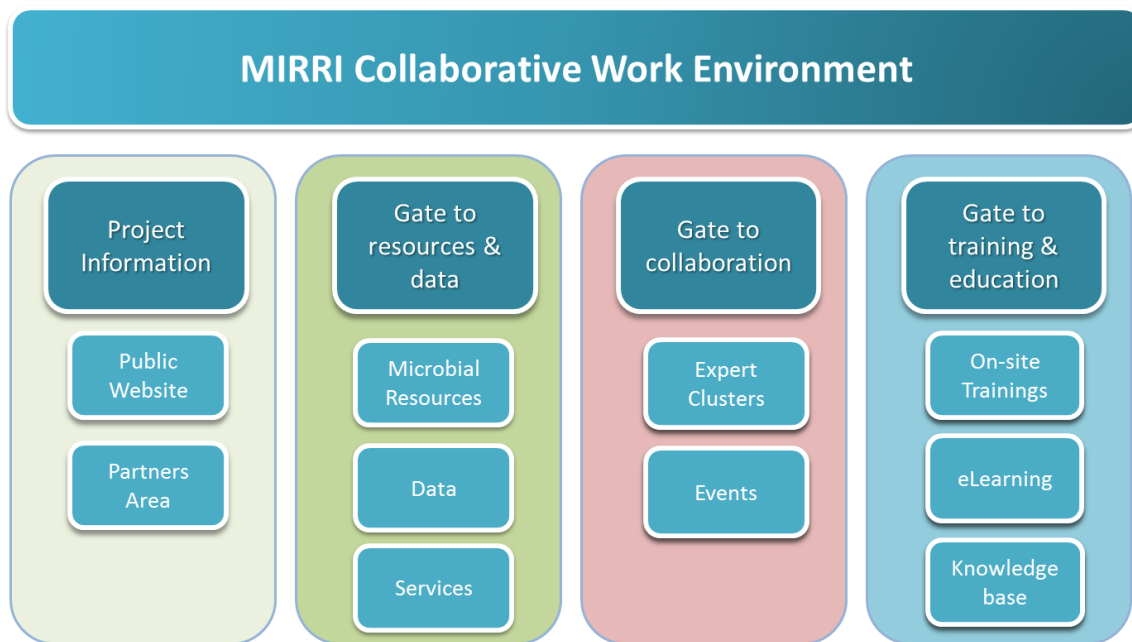 MIRRI Collaborative Work Environment
Project
Information
Public
Website
Partners
Area
Gate to
resources &
data
Microbial
Resources
Data
Services
Gate to
collaboration
Expert
Clusters
Events
Gate to
training &
education
On-site
Trainings
eLearning
Knowledge
base